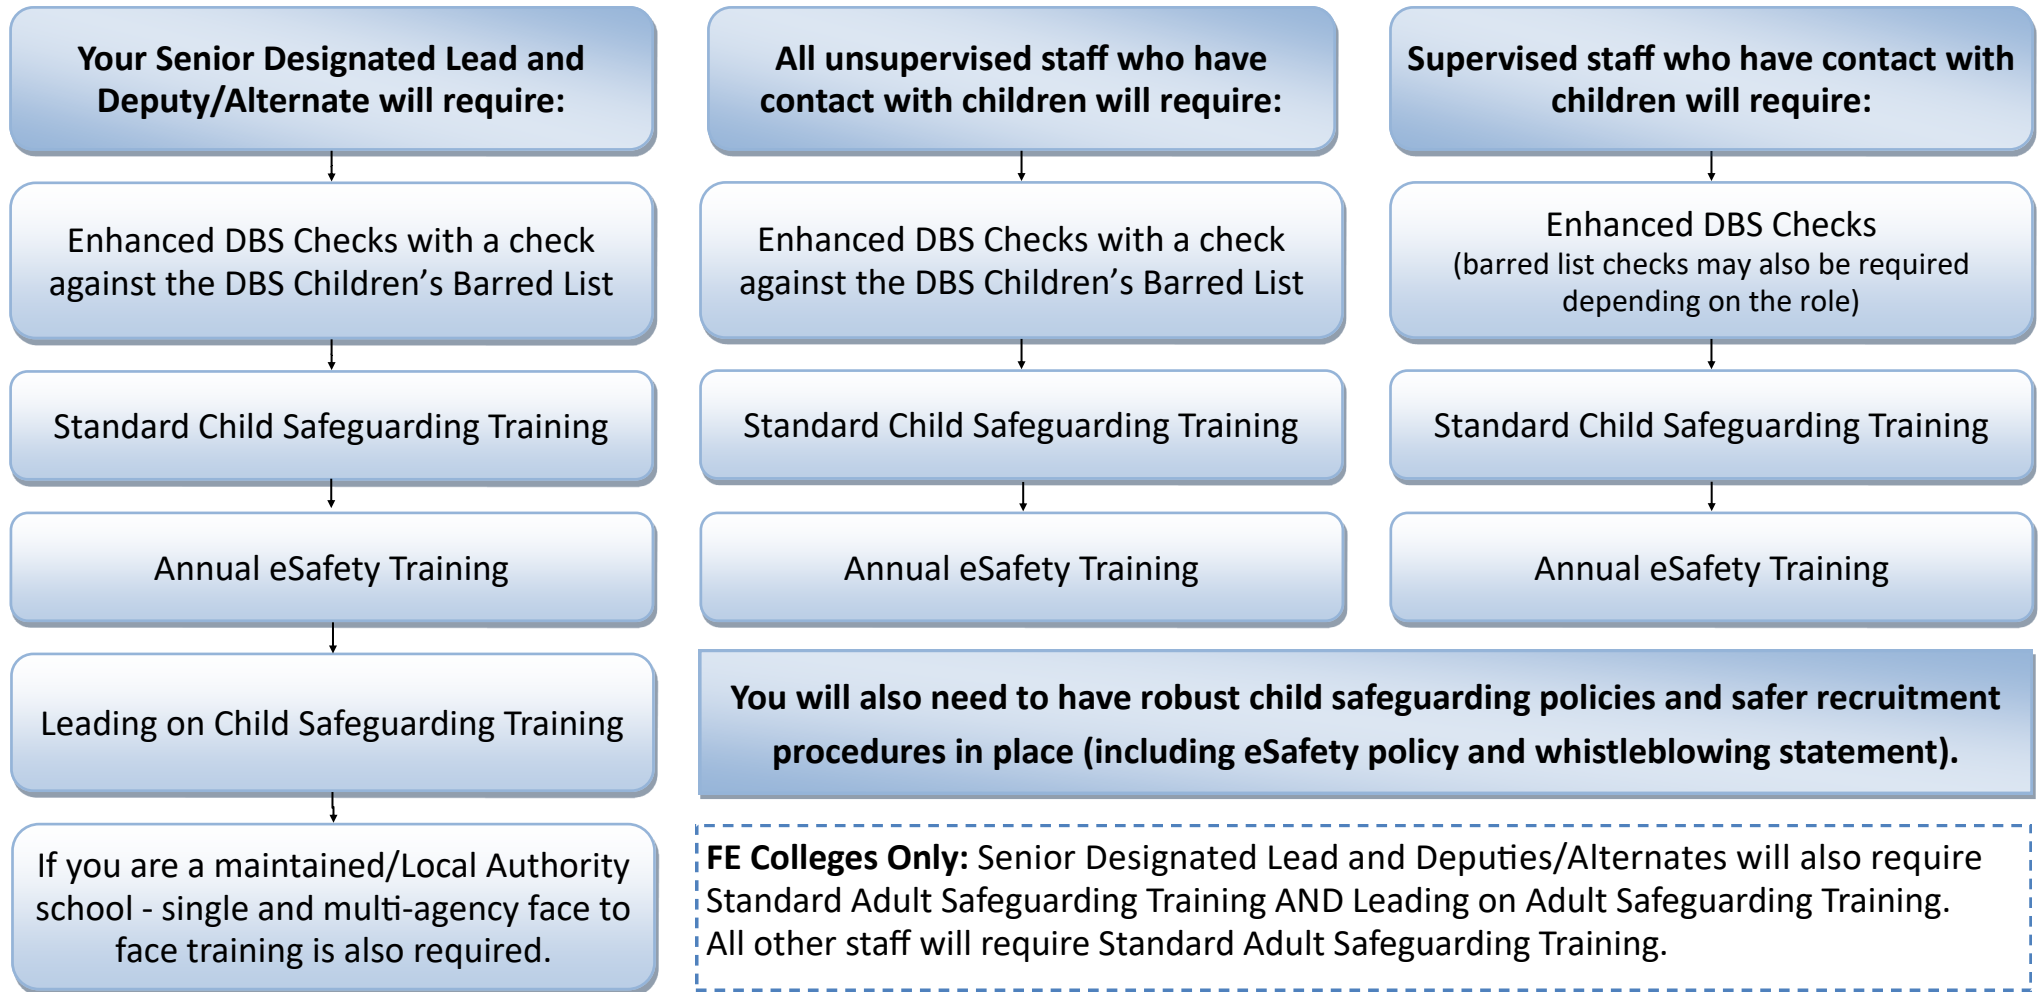 Your Senior Designated Lead and
Deputy/Alternate will require:
Enhanced DBS Checks with a check
against the DBS Children’s Barred List
Standard Child Safeguarding Training
Annual eSafety Training
Leading on Child Safeguarding Training
If you are a maintained/Local Authority
school - single and multi-agency face to
face training is also required.
All unsupervised staff who have
contact with children will require:
Enhanced DBS Checks with a check
against the DBS Children’s Barred List
Standard Child Safeguarding Training
Annual eSafety Training
Supervised staff who have contact with
children will require:
Enhanced DBS Checks
(barred list checks may also be required
depending on the role)
Standard Child Safeguarding Training
Annual eSafety Training
You will also need to have robust child safeguarding policies and safer recruitment
procedures in place (including eSafety policy and whistleblowing statement).
FE Colleges Only: Senior Designated Lead and Deputies/Alternates will also require
Standard Adult Safeguarding Training AND Leading on Adult Safeguarding Training.
All other staff will require Standard Adult Safeguarding Training.